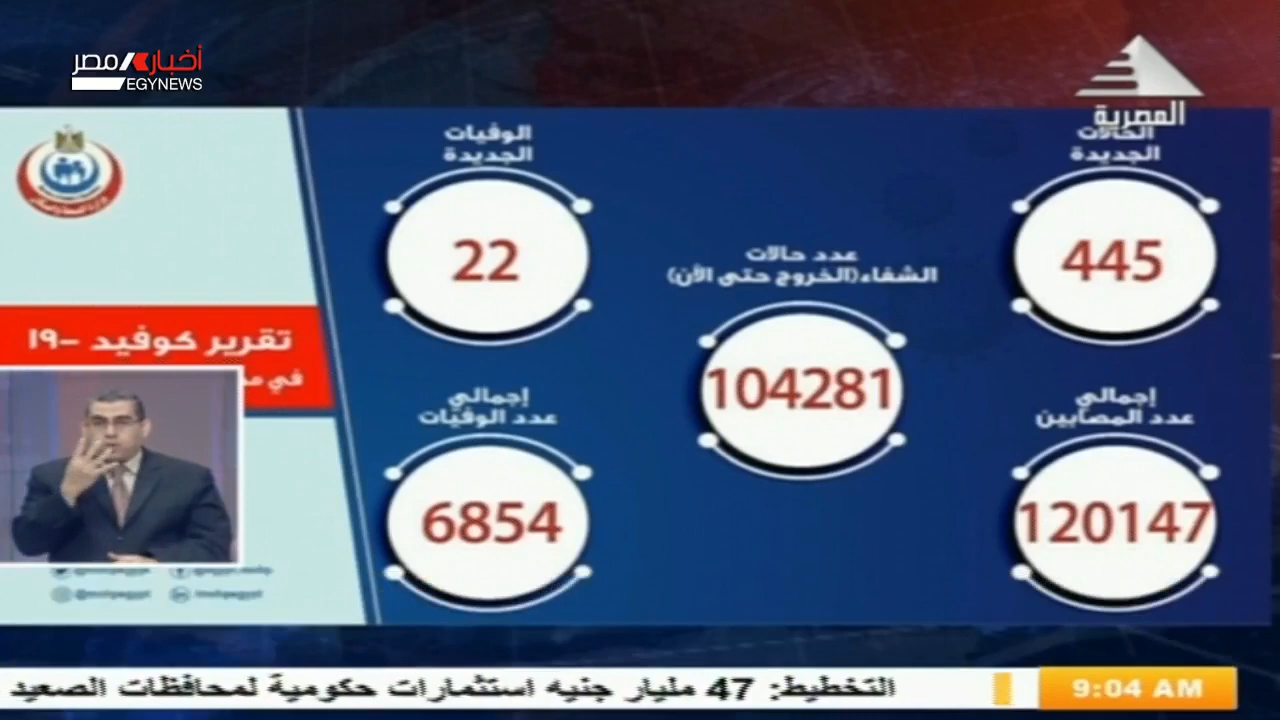 أخبار مصر
EGYNEWS
المصرية
الحالات
الجديدة
445
الوفيات
الجديدة
22
عدد حالات
الشفاء(الخروج حتى الأن)
104281
إجمالي
عدد المصابين
120147
إجمالي
عدد الوفيات
6854
تقرير كوفيد -١٩
في
9:04 AM
التخطيط: 47 مليار جنيه استثمارات حكومية لمحافظات الصعيد